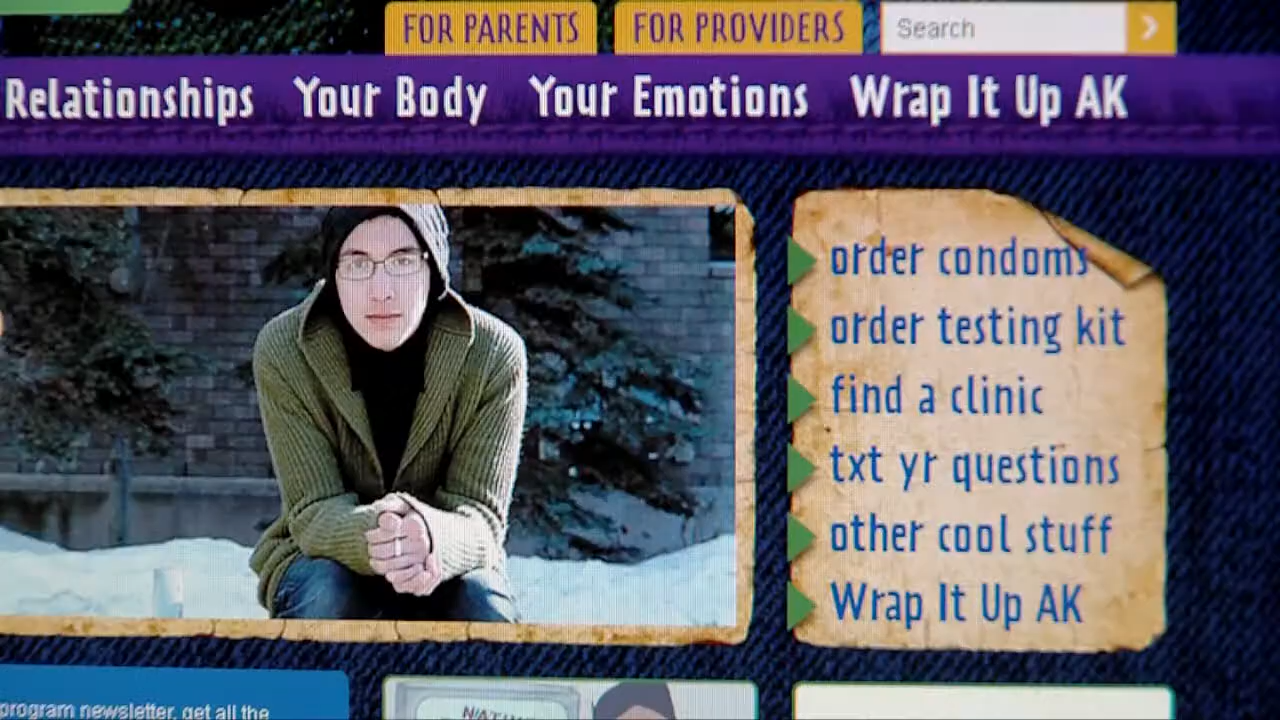 FOR PARENTS
FOR PROVIDERS
Search
Relationships
Your Body
Your Emotions
Wrap It Up AK
order condoms
order testing kit
find a clinic
txt yr questions
other cool stuff
Wrap It Up AK
program newsletter, get all the